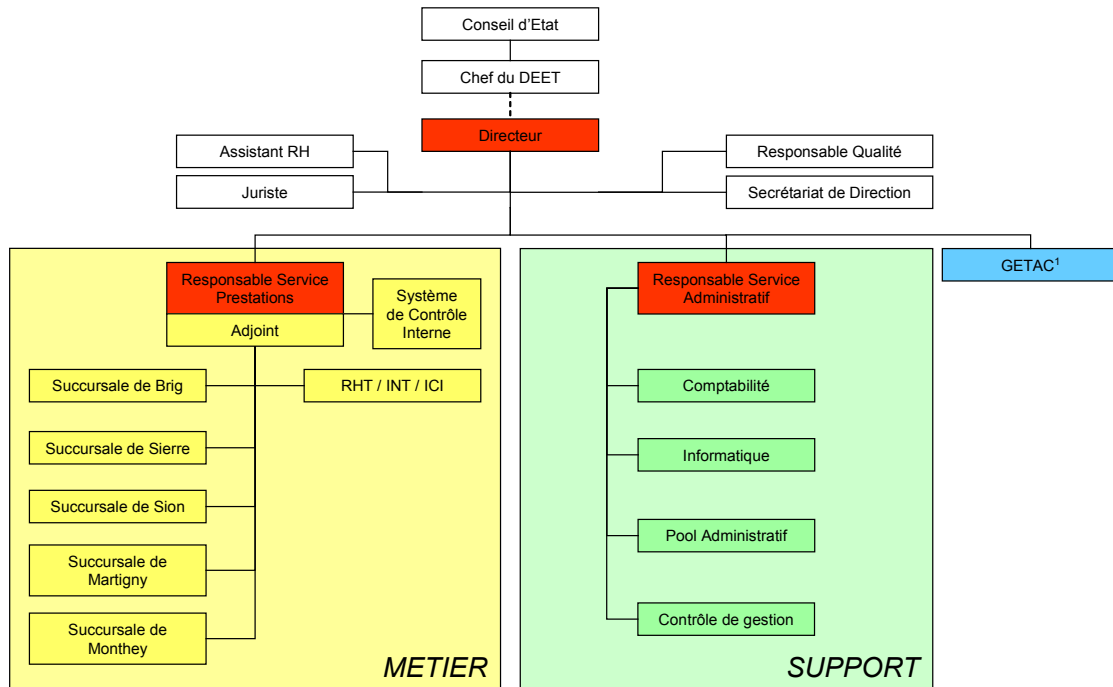 Conseil d'Etat
Chef du DEET
Directeur
Assistant RH
Responsable Qualité
Juriste
Secrétariat de Direction
Responsable Service
Prestations
Adjoint
Système
de Contrôle
Interne
Succursale de Brig
RHT / INT / ICI
Succursale de Sierre
Succursale de Sion
Succursale de
Martigny
Succursale de
Monthey
METIER
Responsable Service
Administratif
Comptabilité
Informatique
Pool Administratif
Contrôle de gestion
SUPPORT
GETAC¹